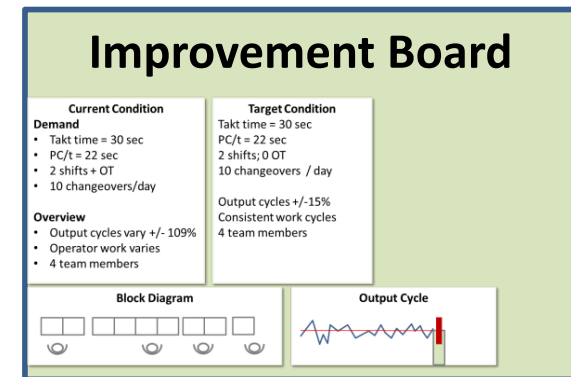 Improvement Board
Current Condition
Demand
• Takt time = 30 sec
• PC/t = 22 sec
• 2 shifts + OT
• 10 changeovers/day
Overview
• Output cycles vary +/- 109%
• Operator work varies
• 4 team members
Target Condition
Takt time = 30 sec
PC/t = 22 sec
2 shifts; 0 OT
10 changeovers / day
Output cycles +/-15%
Consistent work cycles
4 team members
Block Diagram
Output Cycle